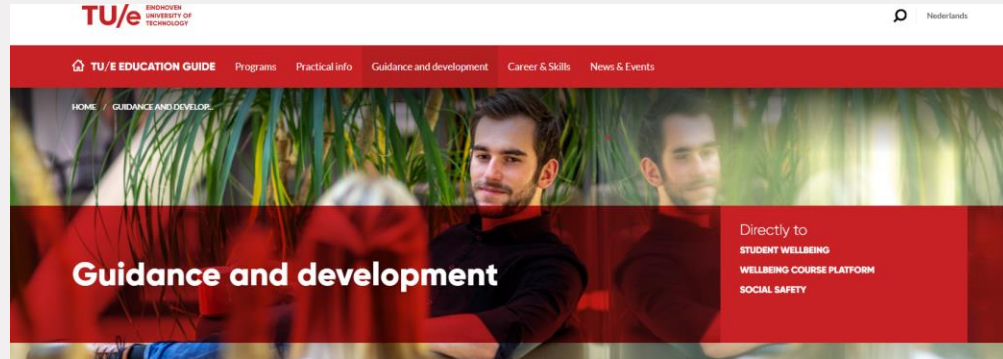 TU/e EINDHOVEN
UNIVERSITY OF
TECHNOLOGY
Nederlands
TU/E EDUCATION GUIDE Programs Practical info Guidance and development Career & Skills News & Events
HOME / GUIDANCE AND DEVELOP...
Directly to
STUDENT WELLBEING
WELLBEING COURSE PLATFORM
SOCIAL SAFETY
Guidance and development